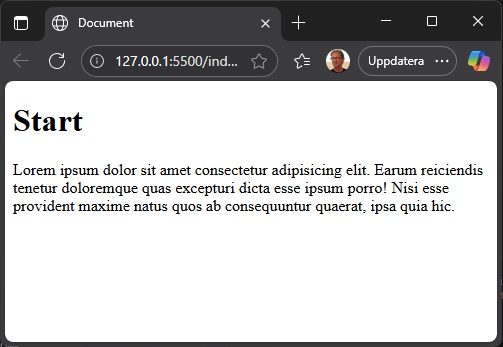 Document
127.0.0.1:5500/ind...
Uppdatera
Start
Lorem ipsum dolor sit amet consectetur adipisicing elit. Earum reiciendis
tenetur doloremque quas excepturi dicta esse ipsum porro! Nisi esse
provident maxime natus quos ab consequuntur quaerat, ipsa quia hic.